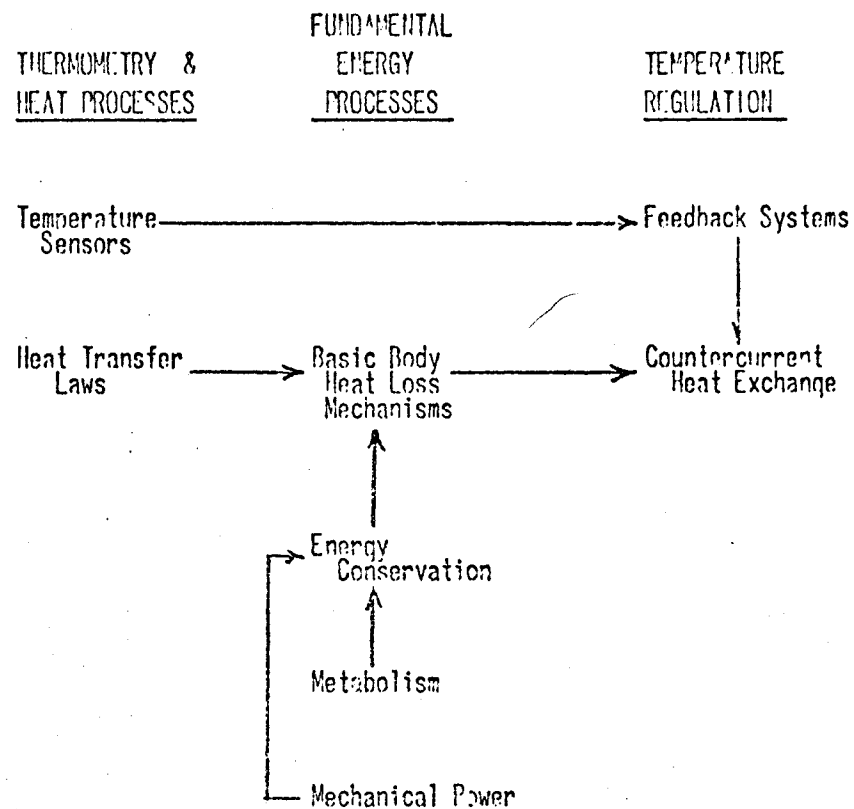 FUNDAMENTAL
THERMOMETRY & ENERGY TEMPERATURE
HEAT PROCESSES PROCESSES REGULATION
Temperature Feedback Systems
Sensors
Heat Transfer Basic Body Countercurrent
Laws Heat Loss Heat Exchange
Mechanisms
Energy
Conservation
Metabolism
Mechanical Power